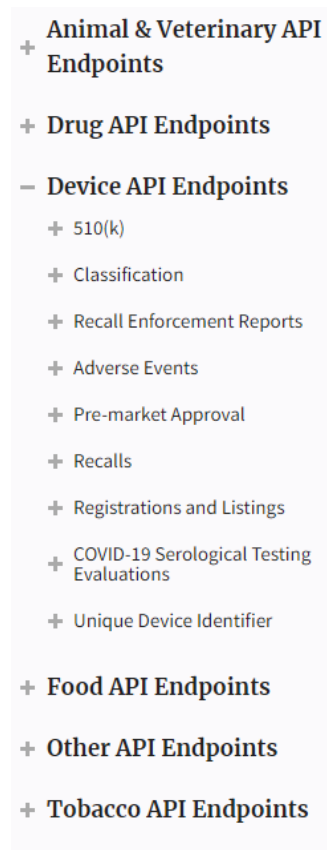 Animal & Veterinary API
Endpoints
Drug API Endpoints
Device API Endpoints
510(k)
Classification
Recall Enforcement Reports
Adverse Events
Pre-market Approval
Recalls
Registrations and Listings
COVID-19 Serological Testing
Evaluations
Unique Device Identifier
Food API Endpoints
Other API Endpoints
Tobacco API Endpoints